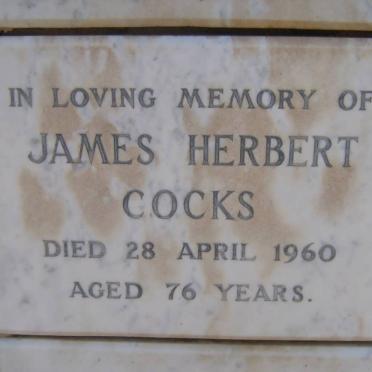 IN LOVING MEMORY OF
JAMES HERBERT
COCKS
DIED 28 APRIL 1960
AGED 76 YEARS.